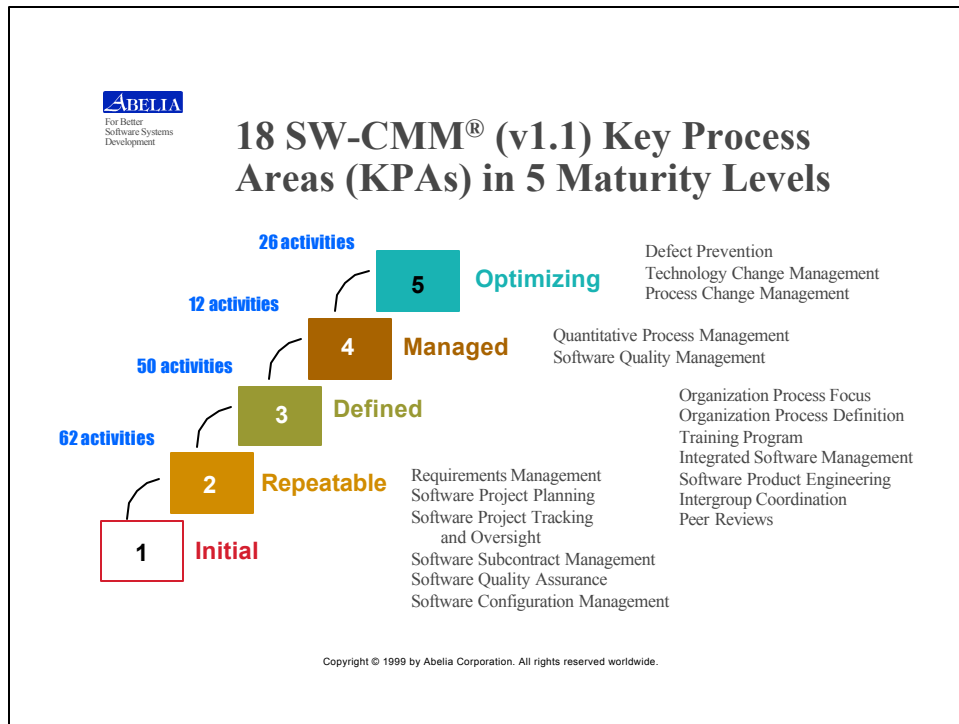 ABELIA
For Better
Software Systems
Development
18 SW-CMM® (v1.1) Key Process
Areas (KPAs) in 5 Maturity Levels
26 activities
5
Optimizing
Defect Prevention
Technology Change Management
Process Change Management
12 activities
4
Managed
Quantitative Process Management
Software Quality Management
50 activities
3
Defined
Organization Process Focus
Organization Process Definition
Training Program
Integrated Software Management
Software Product Engineering
Intergroup Coordination
Peer Reviews
62 activities
2
Repeatable
Requirements Management
Software Project Planning
Software Project Tracking
and Oversight
Software Subcontract Management
Software Quality Assurance
Software Configuration Management
1
Initial
Copyright © 1999 by Abelia Corporation. All rights reserved worldwide.